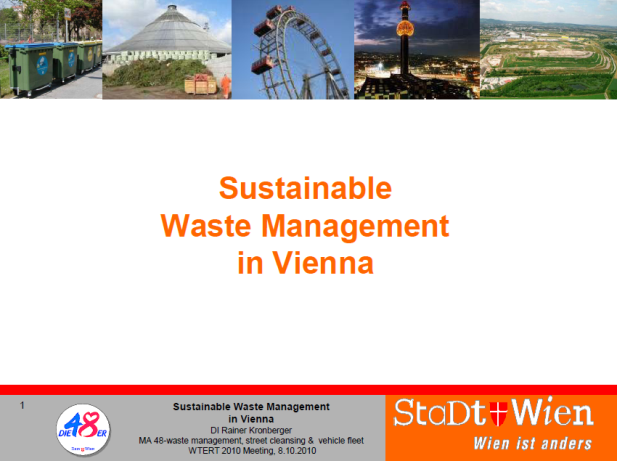 Sustainable
Waste Management
in Vienna
1
DIE 48ER
Sustainable Waste Management
in Vienna
DI Rainer Kronberger
MA 48-waste management, street cleansing & vehicle fleet
WTERT 2010 Meeting, 8.10.2010
StaDt Wien
Wien ist anders